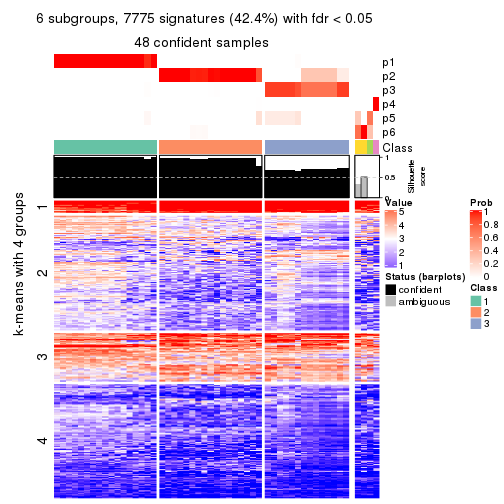 6 subgroups, 7775 signatures (42.4%) with fdr < 0.05
48 confident samples
p1
p2
p3
p4
p5
p6
Class
1
0.5
0
Silhouette
score
k-means with 4 groups
1
2
3
4
Value
5
4
3
2
1
Status (barplots)
confident
ambiguous
Prob
1
0.8
0.6
0.4
0.2
0
Class
1
2
3